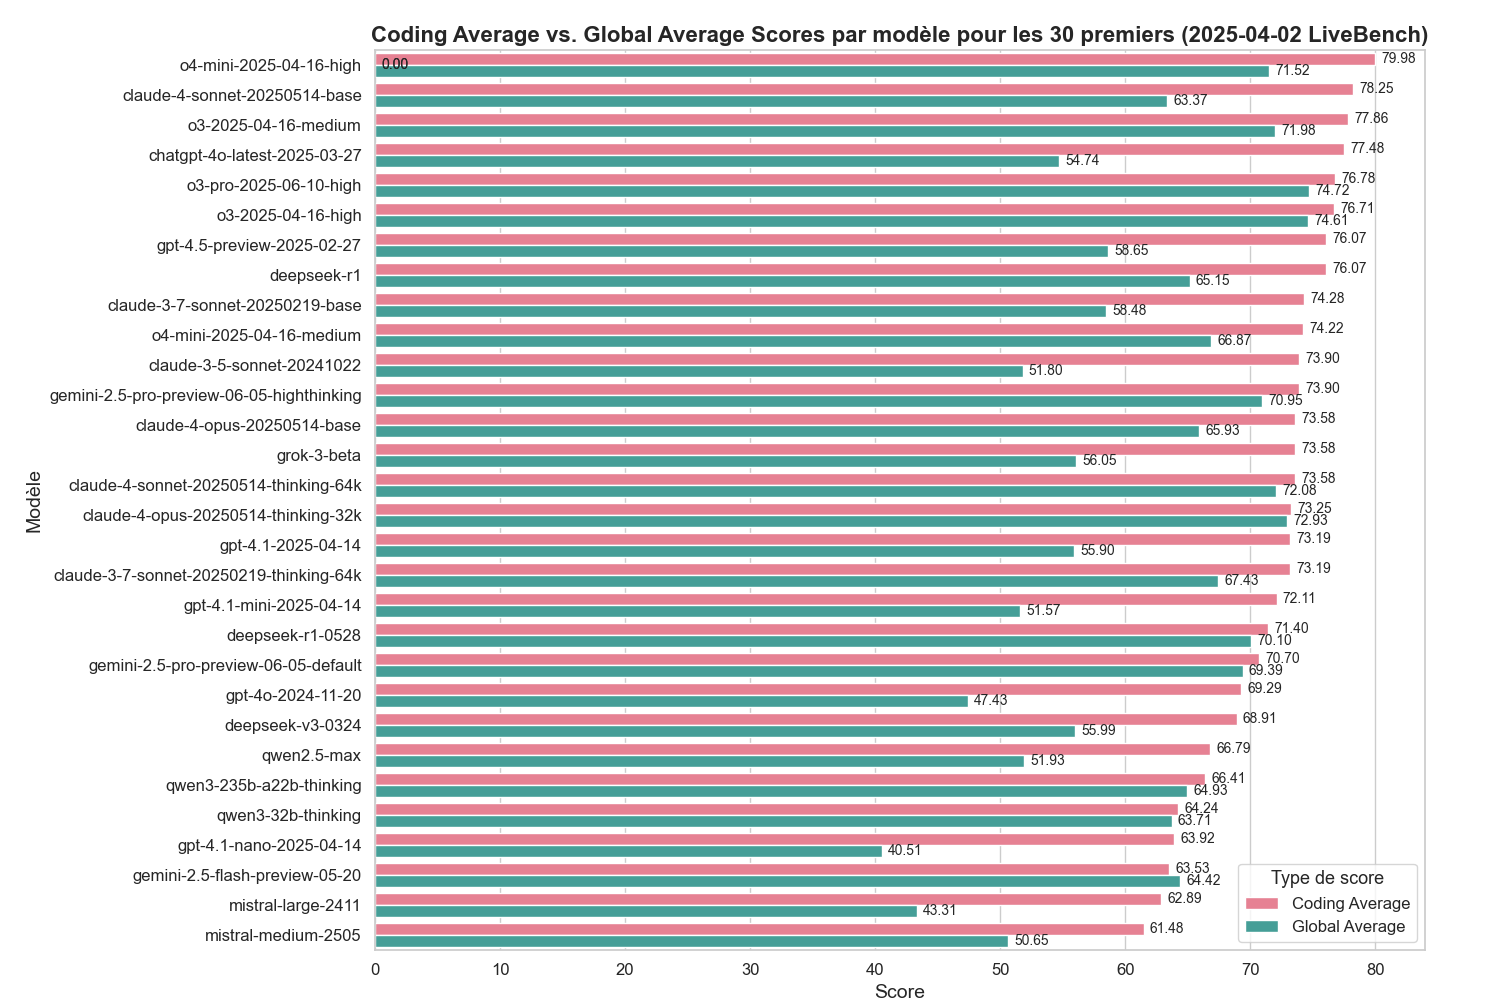 Coding Average vs. Global Average Scores par modèle pour les 30 premiers (2025-04-02 LiveBench)
o4-mini-2025-04-16-high 0.00 79.98 71.52
claude-4-sonnet-20250514-base 78.25 63.37
o3-2025-04-16-medium 77.86 71.98
chatgpt-4o-latest-2025-03-27 77.48 54.74
o3-pro-2025-06-10-high 76.78 74.72
o3-2025-04-16-high 76.71 74.61
gpt-4.5-preview-2025-02-27 76.07 58.65
deepseek-r1 76.07 65.15
claude-3-7-sonnet-20250219-base 74.28 58.48
o4-mini-2025-04-16-medium 74.22 66.87
claude-3-5-sonnet-20241022 73.90 51.80
gemini-2.5-pro-preview-06-05-highthinking 73.90 70.95
claude-4-opus-20250514-base 73.58 65.93
grok-3-beta 73.58 56.05
claude-4-sonnet-20250514-thinking-64k 73.58 72.08
claude-4-opus-20250514-thinking-32k 73.25 72.93
gpt-4.1-2025-04-14 73.19 55.90
claude-3-7-sonnet-20250219-thinking-64k 73.19 67.43
gpt-4.1-mini-2025-04-14 72.11 51.57
deepseek-r1-0528 71.40 70.10
gemini-2.5-pro-preview-06-05-default 70.70 69.39
gpt-4o-2024-11-20 69.29 47.43
deepseek-v3-0324 68.91 55.99
qwen2.5-max 66.79 51.93
qwen3-235b-a22b-thinking 66.41 64.93
qwen3-32b-thinking 64.24 63.71
gpt-4.1-nano-2025-04-14 63.92 40.51
gemini-2.5-flash-preview-05-20 63.53 64.42
mistral-large-2411 62.89 43.31
mistral-medium-2505 61.48 50.65
Modèle
Type de score
Coding Average
Global Average
0 10 20 30 40 50 60 70 80
Score